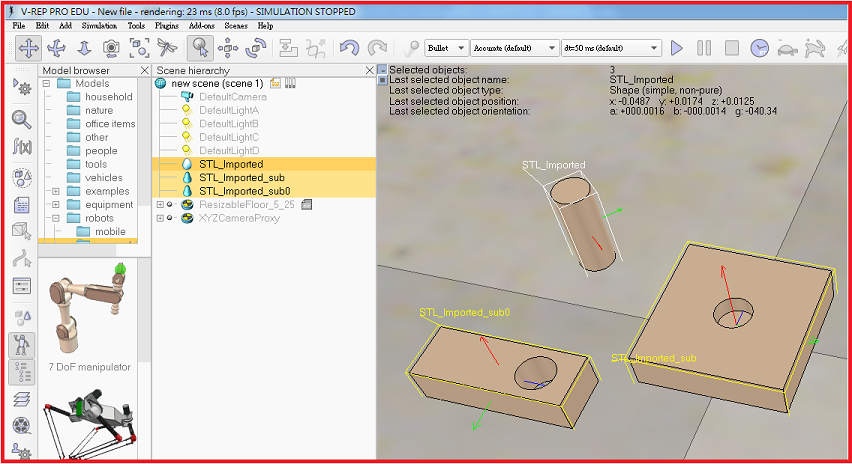 V-REP PRO EDU - New file - rendering: 23 ms (8.0 fps) - SIMULATION STOPPED
File Edit Add Simulation Tools Plugins Add-ons Scenes Help
Bullet Accurate (default) dt=50 ms (default)
Model browser
Models
household
nature
office items
other
people
tools
vehicles
examples
equipment
robots
mobile
7 DoF manipulator
Scene hierarchy
new scene (scene 1)
DefaultCamera
DefaultLightA
DefaultLightB
DefaultLightC
DefaultLightD
STL_Imported
STL_Imported_sub
STL_Imported_sub0
ResizableFloor_5_25
XYZCameraProxy
Selected objects: 3
Last selected object name: STL_Imported
Last selected object type: Shape (simple, non-pure)
Last selected object position: x: -0.0487 y: +0.0174 z: +0.0125
Last selected object orientation: a: +000.0016 b: -000.0014 g: -040.34
STL_Imported
STL_Imported_sub0
STL_Imported_sub
f(x)